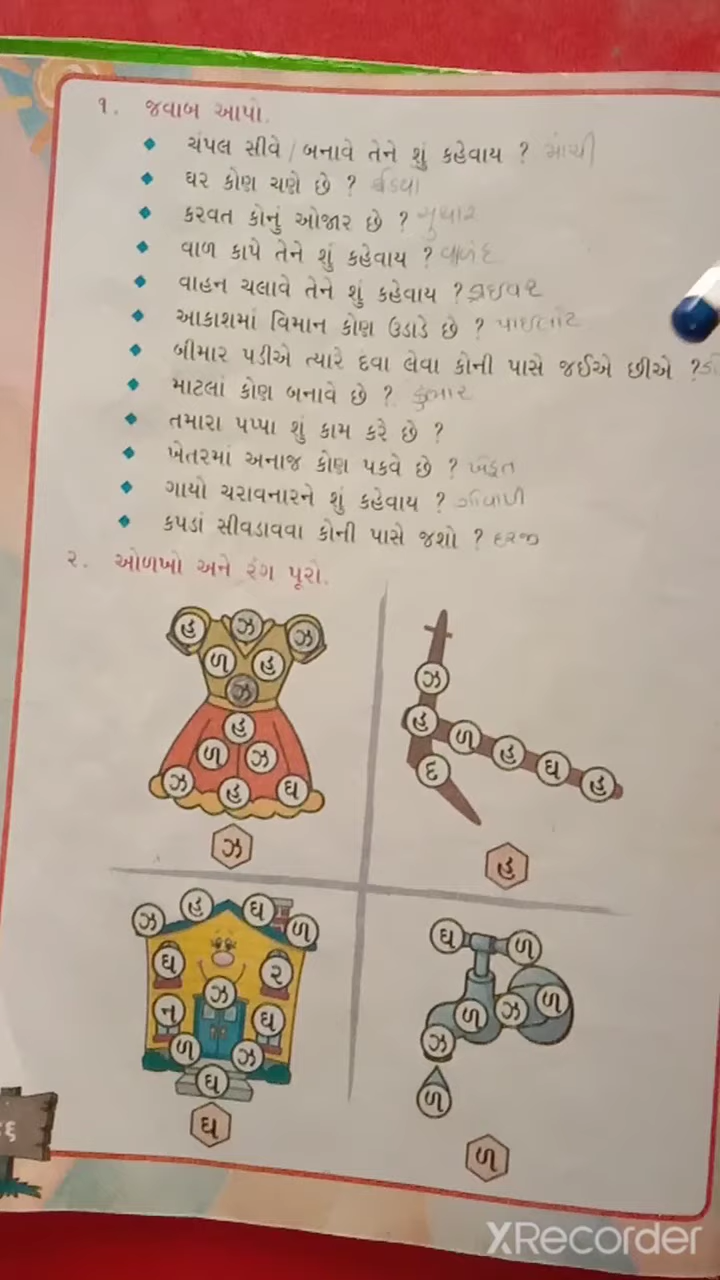 ૧. જવાબ આપો.
ચંપલ સીવે / બનાવે તેને શું કહેવાય ? મોચી
ઘર કોણ ચણે છે ? કડિયા
કરવત કોનું ઓજાર છે ? સુથાર
વાળ કાપે તેને શું કહેવાય ? વાળંદ
વાહન ચલાવે તેને શું કહેવાય ? ડ્રાઇવર
આકાશમાં વિમાન કોણ ઉડાડે છે ? પાઇલોટ
બીમાર પડીએ ત્યારે દવા લેવા કોની પાસે જઈએ છીએ ?
માટલાં કોણ બનાવે છે ? કુંભાર
તમારા પપ્પા શું કામ કરે છે ?
ખેતરમાં અનાજ કોણ પકવે છે ? ખેડૂત
ગાયો ચરાવનારને શું કહેવાય ?
કપડાં સીવડાવવા કોની પાસે જશો ? દરજી
૨. ઓળખો અને રંગ પૂરો.
હ ઝ ઝ
ળ હ
ઝ
હ
ળ ઝ
ઝ હ ઘ
ઝ
ઝ
હ ળ હ ઘ હ
દ
હ
ઝ હ ઘ ળ
ઘ ર
ઝ
ન ઘ
ળ ઝ
ઘ
ઘ
ઘ ળ
ળ ઝ ળ
ઝ
ળ
ળ
XRecorder